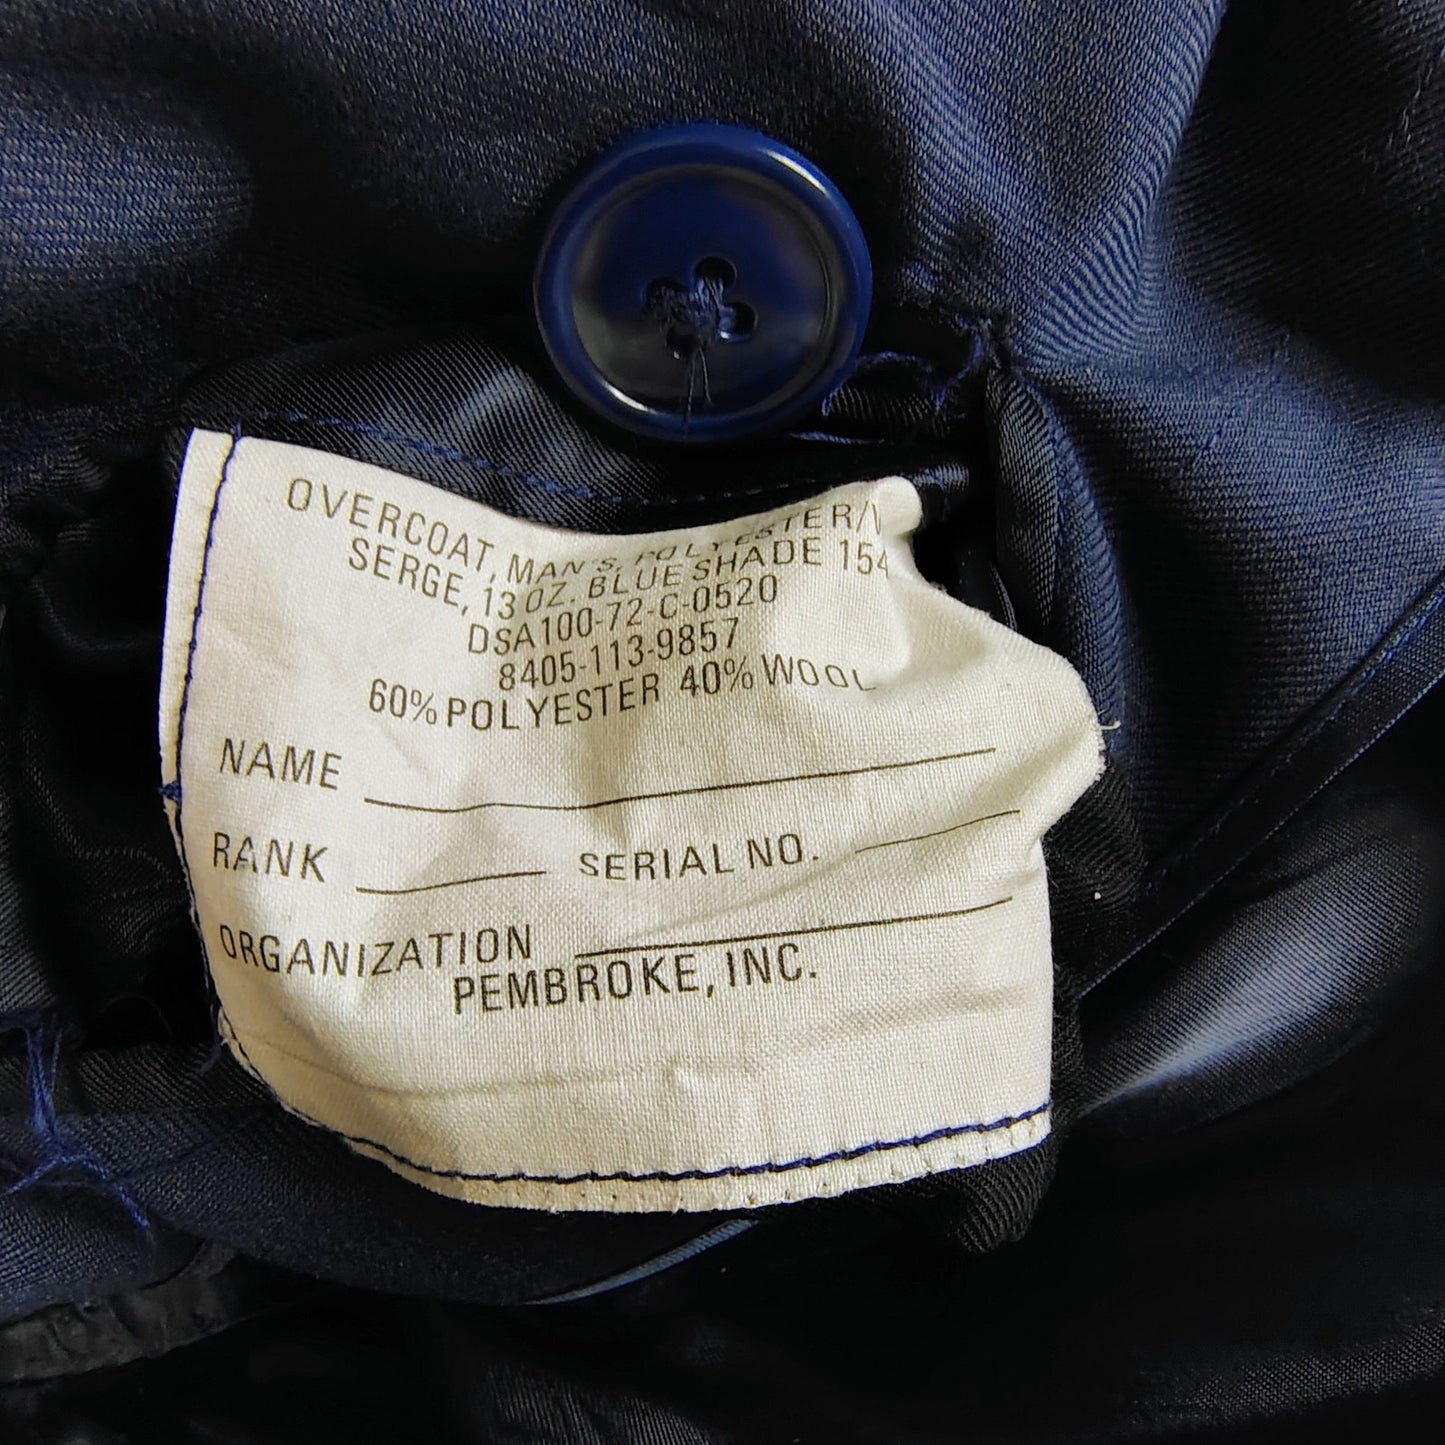 OVERCOAT, MAN'S, POLYESTER/
SERGE, 13 OZ. BLUE SHADE 154
DSA100-72-C-0520
8405-113-9857
60% POLYESTER 40% WOOL
NAME
RANK SERIAL NO.
ORGANIZATION
PEMBROKE, INC.